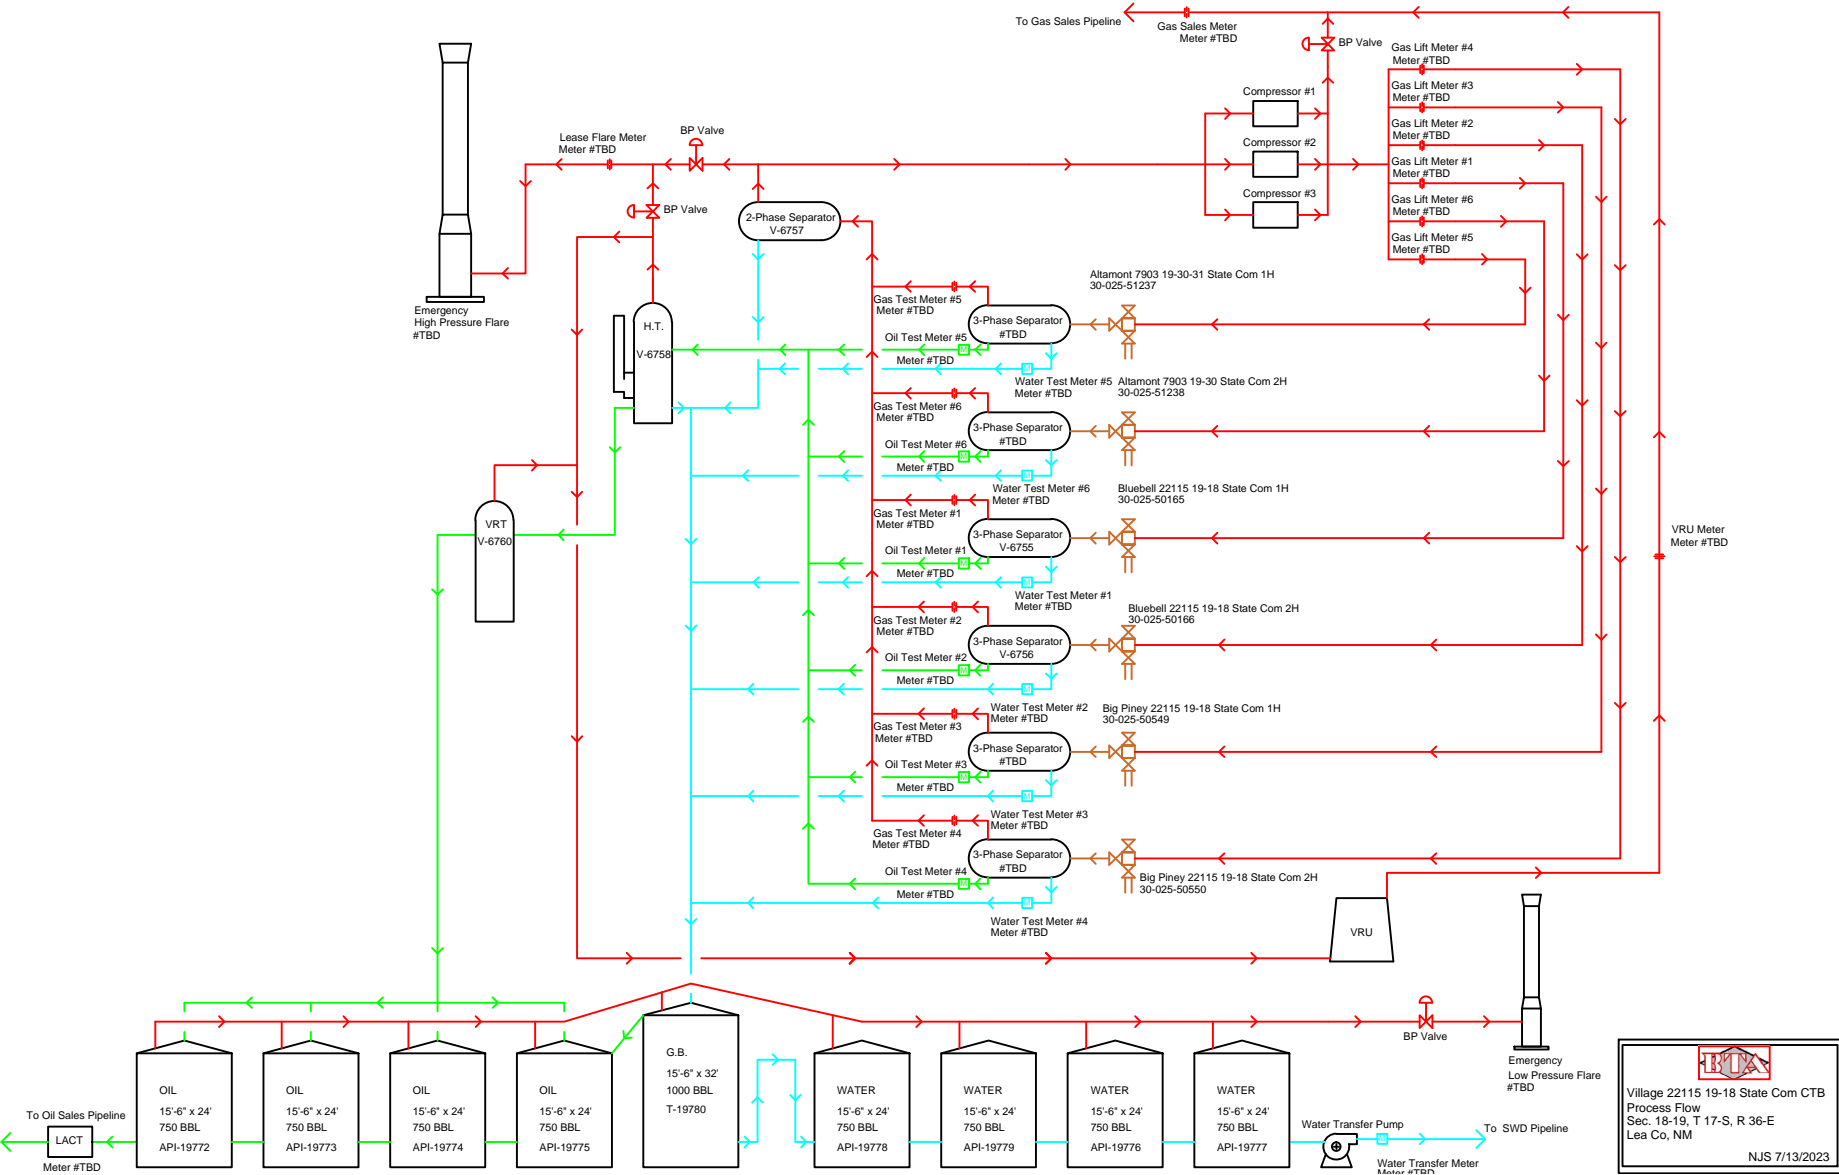 To Gas Sales Pipeline
Gas Sales Meter
Meter #TBD
BP Valve
Gas Lift Meter #4
Meter #TBD
Gas Lift Meter #3
Meter #TBD
Gas Lift Meter #2
Meter #TBD
Gas Lift Meter #1
Meter #TBD
Gas Lift Meter #6
Meter #TBD
Gas Lift Meter #5
Meter #TBD
Compressor #1
Compressor #2
Compressor #3
Lease Flare Meter
Meter #TBD
BP Valve
BP Valve
2-Phase Separator
V-6757
Emergency
High Pressure Flare
#TBD
H.T.
V-6758
VRT
V-6760
Altamont 7903 19-30-31 State Com 1H
30-025-51237
Gas Test Meter #5
Meter #TBD
3-Phase Separator
#TBD
Oil Test Meter #5
M
Meter #TBD
M
Water Test Meter #5
Meter #TBD
Altamont 7903 19-30 State Com 2H
30-025-51238
Gas Test Meter #6
Meter #TBD
3-Phase Separator
#TBD
Oil Test Meter #6
M
Meter #TBD
M
Water Test Meter #6
Meter #TBD
Bluebell 22115 19-18 State Com 1H
30-025-50165
Gas Test Meter #1
Meter #TBD
3-Phase Separator
V-6755
Oil Test Meter #1
M
Meter #TBD
M
Water Test Meter #1
Meter #TBD
Bluebell 22115 19-18 State Com 2H
30-025-50166
Gas Test Meter #2
Meter #TBD
3-Phase Separator
V-6756
Oil Test Meter #2
M
Meter #TBD
M
Water Test Meter #2
Meter #TBD
Big Piney 22115 19-18 State Com 1H
30-025-50549
Gas Test Meter #3
Meter #TBD
3-Phase Separator
#TBD
Oil Test Meter #3
M
Meter #TBD
M
Water Test Meter #3
Meter #TBD
Gas Test Meter #4
Meter #TBD
3-Phase Separator
#TBD
Oil Test Meter #4
M
Meter #TBD
M
Water Test Meter #4
Meter #TBD
Big Piney 22115 19-18 State Com 2H
30-025-50550
VRU Meter
Meter #TBD
VRU
BP Valve
Emergency
Low Pressure Flare
#TBD
To Oil Sales Pipeline
LACT
Meter #TBD
OIL
15'-6" x 24'
750 BBL
API-19772
OIL
15'-6" x 24'
750 BBL
API-19773
OIL
15'-6" x 24'
750 BBL
API-19774
OIL
15'-6" x 24'
750 BBL
API-19775
G.B.
15'-6" x 32'
1000 BBL
T-19780
WATER
15'-6" x 24'
750 BBL
API-19778
WATER
15'-6" x 24'
750 BBL
API-19779
WATER
15'-6" x 24'
750 BBL
API-19776
WATER
15'-6" x 24'
750 BBL
API-19777
Water Transfer Pump
M
To SWD Pipeline
Water Transfer Meter
Meter #TBD
BTA
Village 22115 19-18 State Com CTB
Process Flow
Sec. 18-19, T 17-S, R 36-E
Lea Co, NM
NJS 7/13/2023